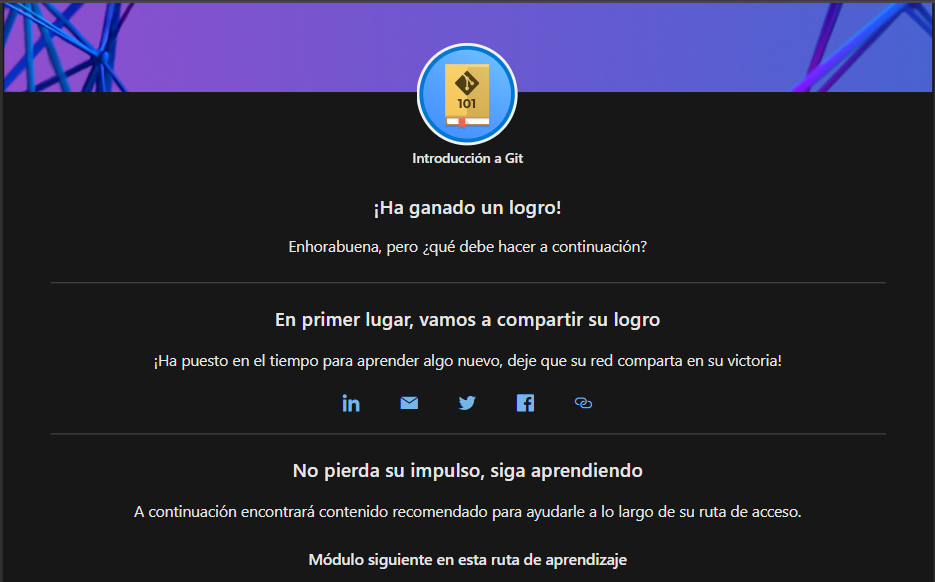 101
Introducción a Git
¡Ha ganado un logro!
Enhorabuena, pero ¿qué debe hacer a continuación?
En primer lugar, vamos a compartir su logro
¡Ha puesto en el tiempo para aprender algo nuevo, deje que su red comparta en su victoria!
in
No pierda su impulso, siga aprendiendo
A continuación encontrará contenido recomendado para ayudarle a lo largo de su ruta de acceso.
Módulo siguiente en esta ruta de aprendizaje